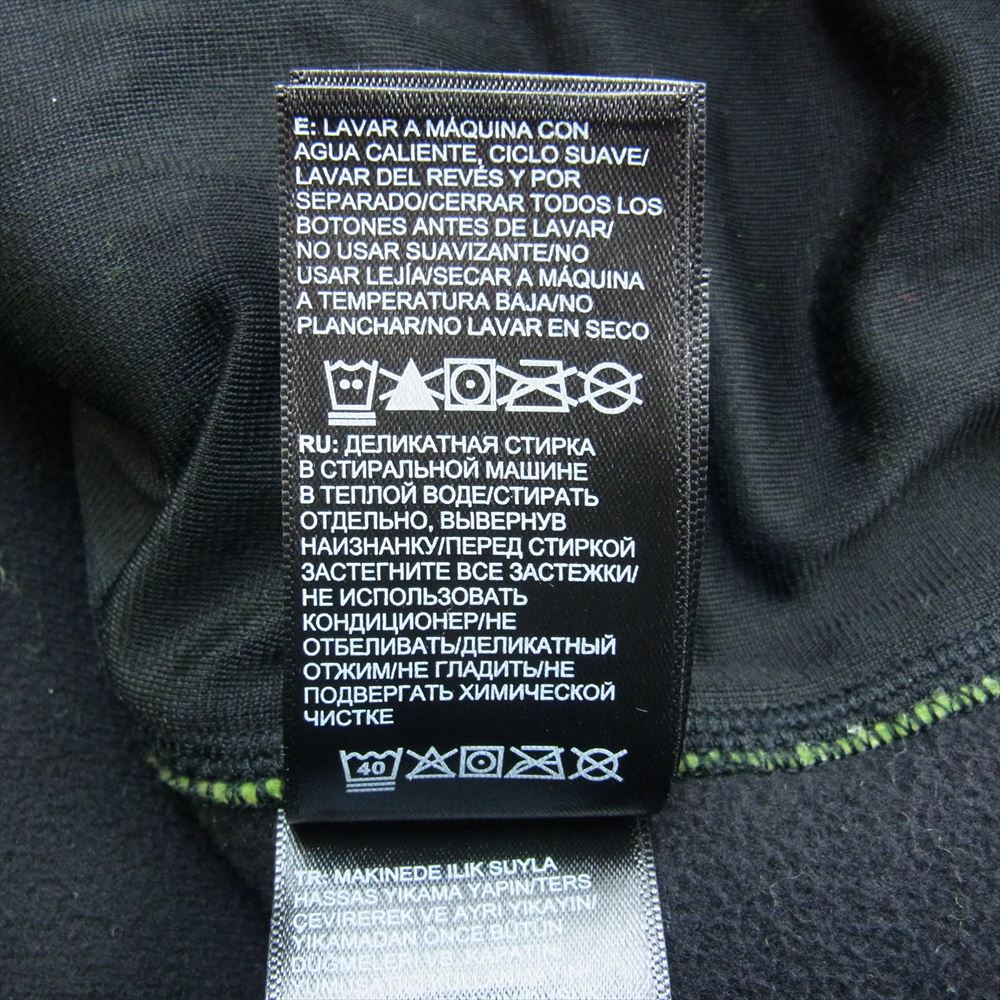 E: LAVAR A MÁQUINA CON
AGUA CALIENTE, CICLO SUAVE/
LAVAR DEL REVÉS Y POR
SEPARADO/CERRAR TODOS LOS
BOTONES ANTES DE LAVAR/
NO USAR SUAVIZANTE/NO
USAR LEJÍA/SECAR A MÁQUINA
A TEMPERATURA BAJA/NO
PLANCHAR/NO LAVAR EN SECO
RU: ДЕЛИКАТНАЯ СТИРКА
В СТИРАЛЬНОЙ МАШИНЕ
В ТЕПЛОЙ ВОДЕ/СТИРАТЬ
ОТДЕЛЬНО, ВЫВЕРНУВ
НАИЗНАНКУ/ПЕРЕД СТИРКОЙ
ЗАСТЕГНИТЕ ВСЕ ЗАСТЕЖКИ/
НЕ ИСПОЛЬЗОВАТЬ
КОНДИЦИОНЕР/НЕ
ОТБЕЛИВАТЬ/ДЕЛИКАТНЫЙ
ОТЖИМ/НЕ ГЛАДИТЬ/НЕ
ПОДВЕРГАТЬ ХИМИЧЕСКОЙ
ЧИСТКЕ
40
TR: MAKINEDE ILIK SUYLA
HASSAS YIKAMA YAPIN/TERS
ÇEVİREREK VE AYRI YIKAYIN/
YIKAMADAN ÖNCE BÜTÜN